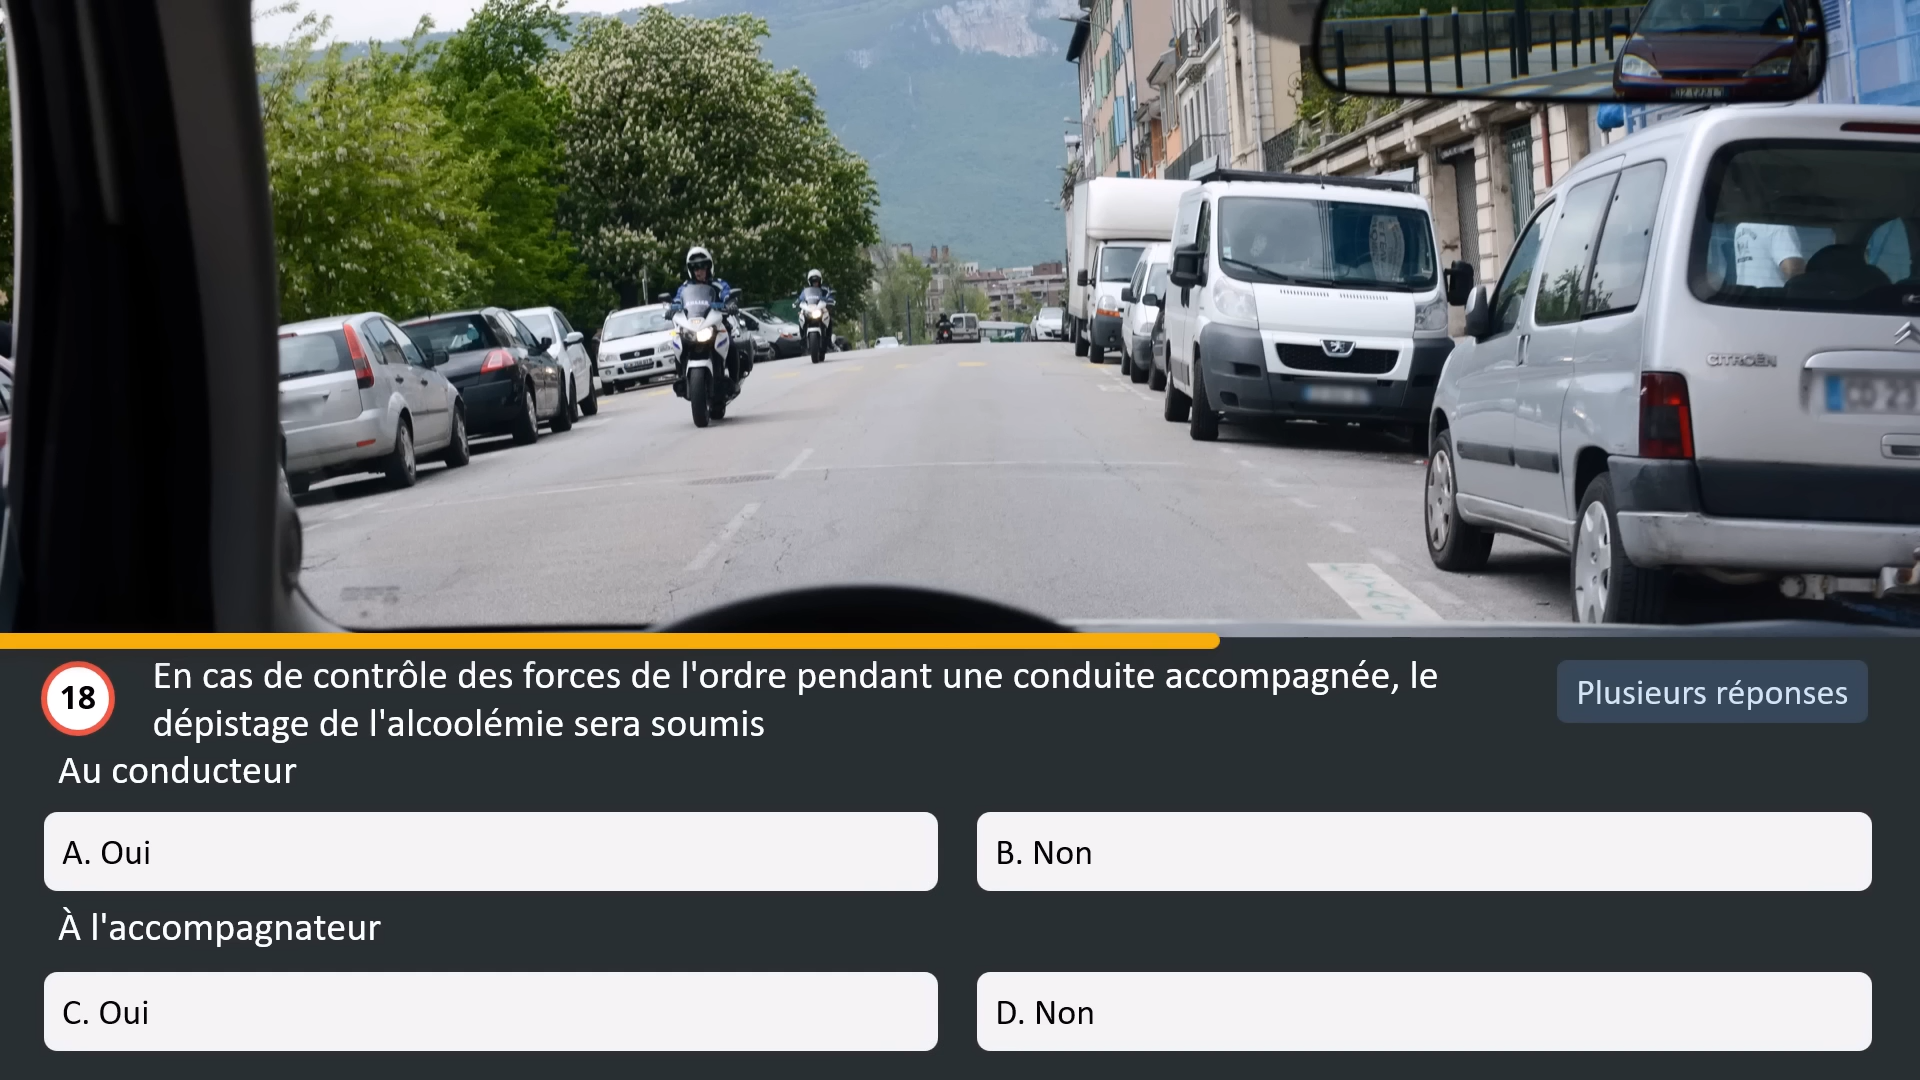 CITROËN
18
En cas de contrôle des forces de l'ordre pendant une conduite accompagnée, le
dépistage de l'alcoolémie sera soumis
Plusieurs réponses
Au conducteur
A. Oui
B. Non
À l'accompagnateur
C. Oui
D. Non